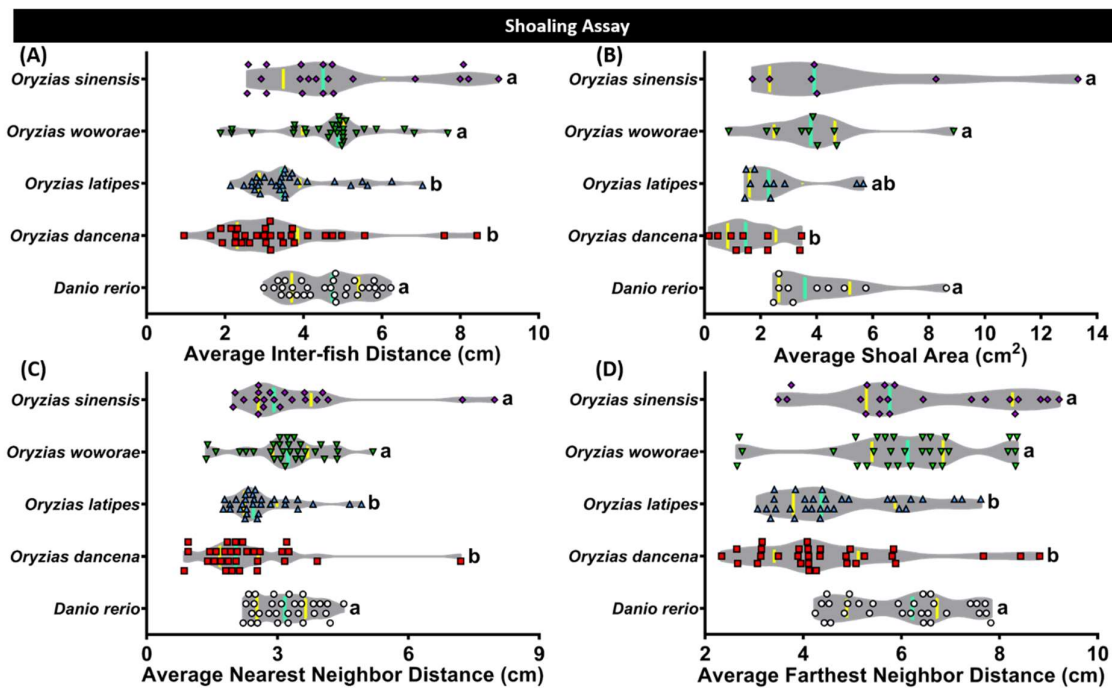 Shoaling Assay
(A)
Oryzias sinensis
a
Oryzias woworae
a
Oryzias latipes
b
Oryzias dancena
b
Danio rerio
a
0 2 4 6 8 10
Average Inter-fish Distance (cm)
(B)
Oryzias sinensis
a
Oryzias woworae
a
Oryzias latipes
ab
Oryzias dancena
b
Danio rerio
a
0 2 4 6 8 10 12 14
Average Shoal Area (cm²)
(C)
Oryzias sinensis
a
Oryzias woworae
a
Oryzias latipes
b
Oryzias dancena
b
Danio rerio
a
0 3 6 9
Average Nearest Neighbor Distance (cm)
(D)
Oryzias sinensis
a
Oryzias woworae
a
Oryzias latipes
b
Oryzias dancena
b
Danio rerio
a
2 4 6 8 10
Average Farthest Neighbor Distance (cm)